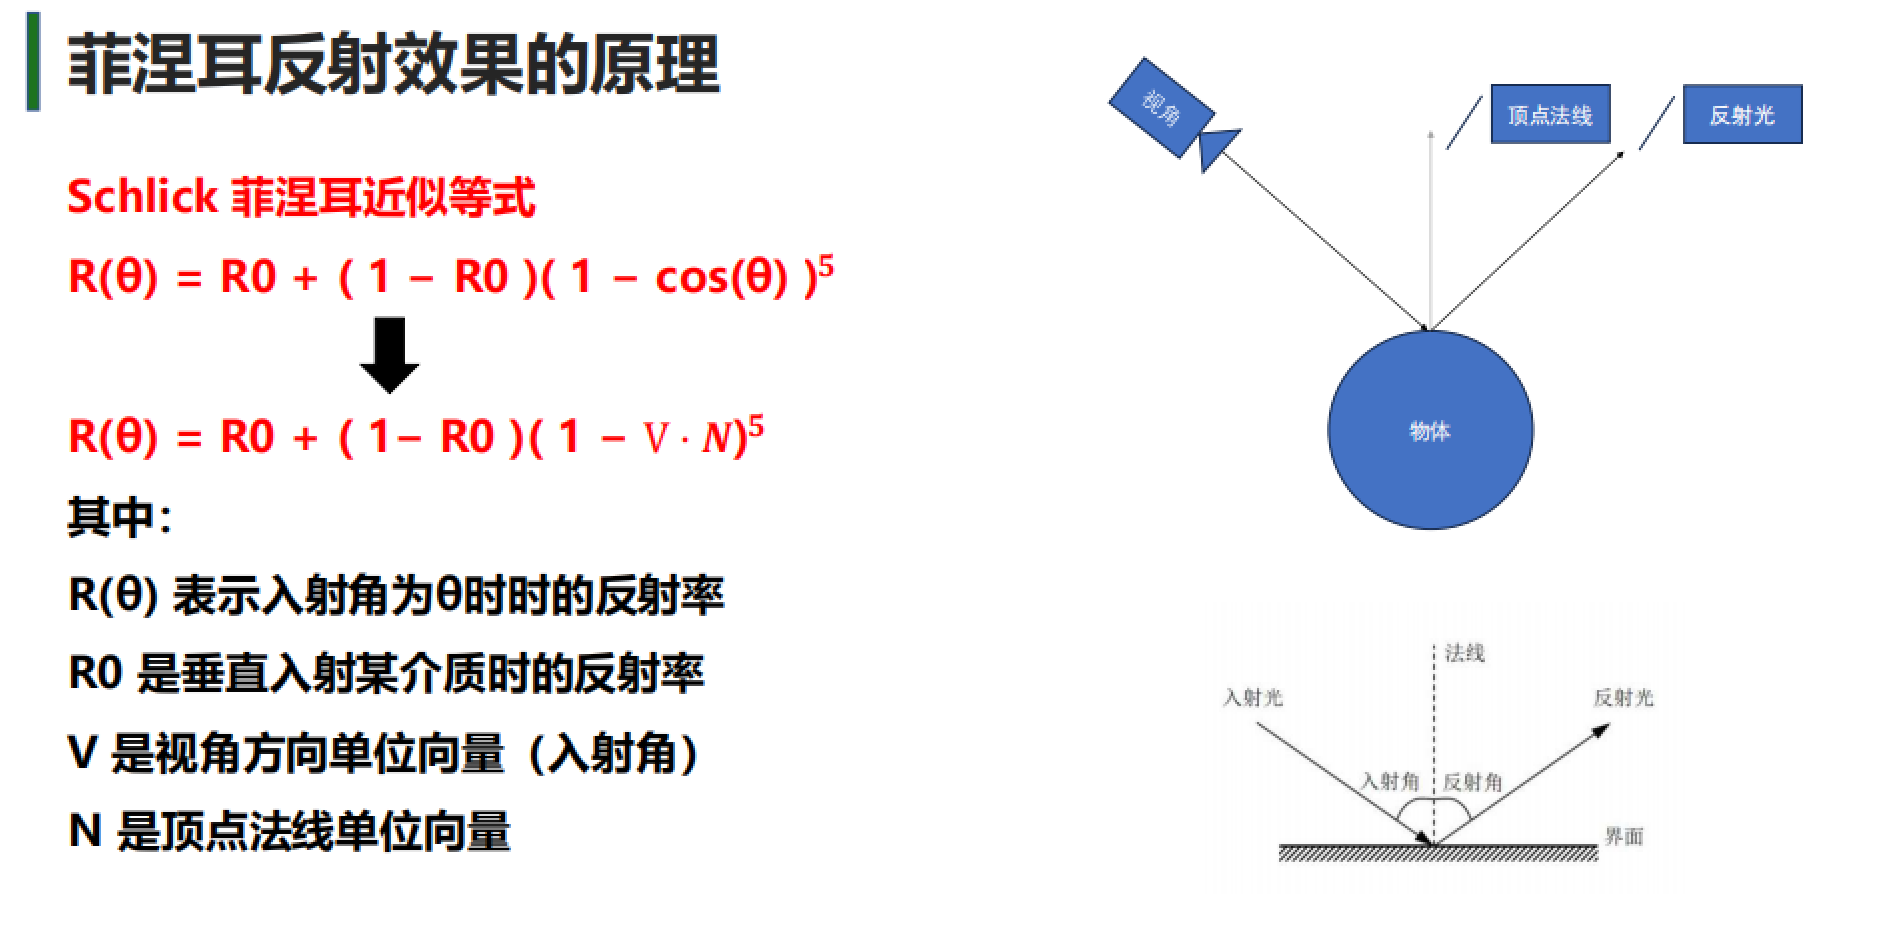 菲涅耳反射效果的原理
Schlick 菲涅耳近似等式
R(θ) = R0 + ( 1 − R0 )( 1 − cos(θ) )⁵
R(θ) = R0 + ( 1− R0 )( 1 − V · N)⁵
其中：
R(θ) 表示入射角为θ时时的反射率
R0 是垂直入射某介质时的反射率
V 是视角方向单位向量（入射角）
N 是顶点法线单位向量
视角
顶点法线
反射光
物体
法线
入射光
反射光
入射角
反射角
界面